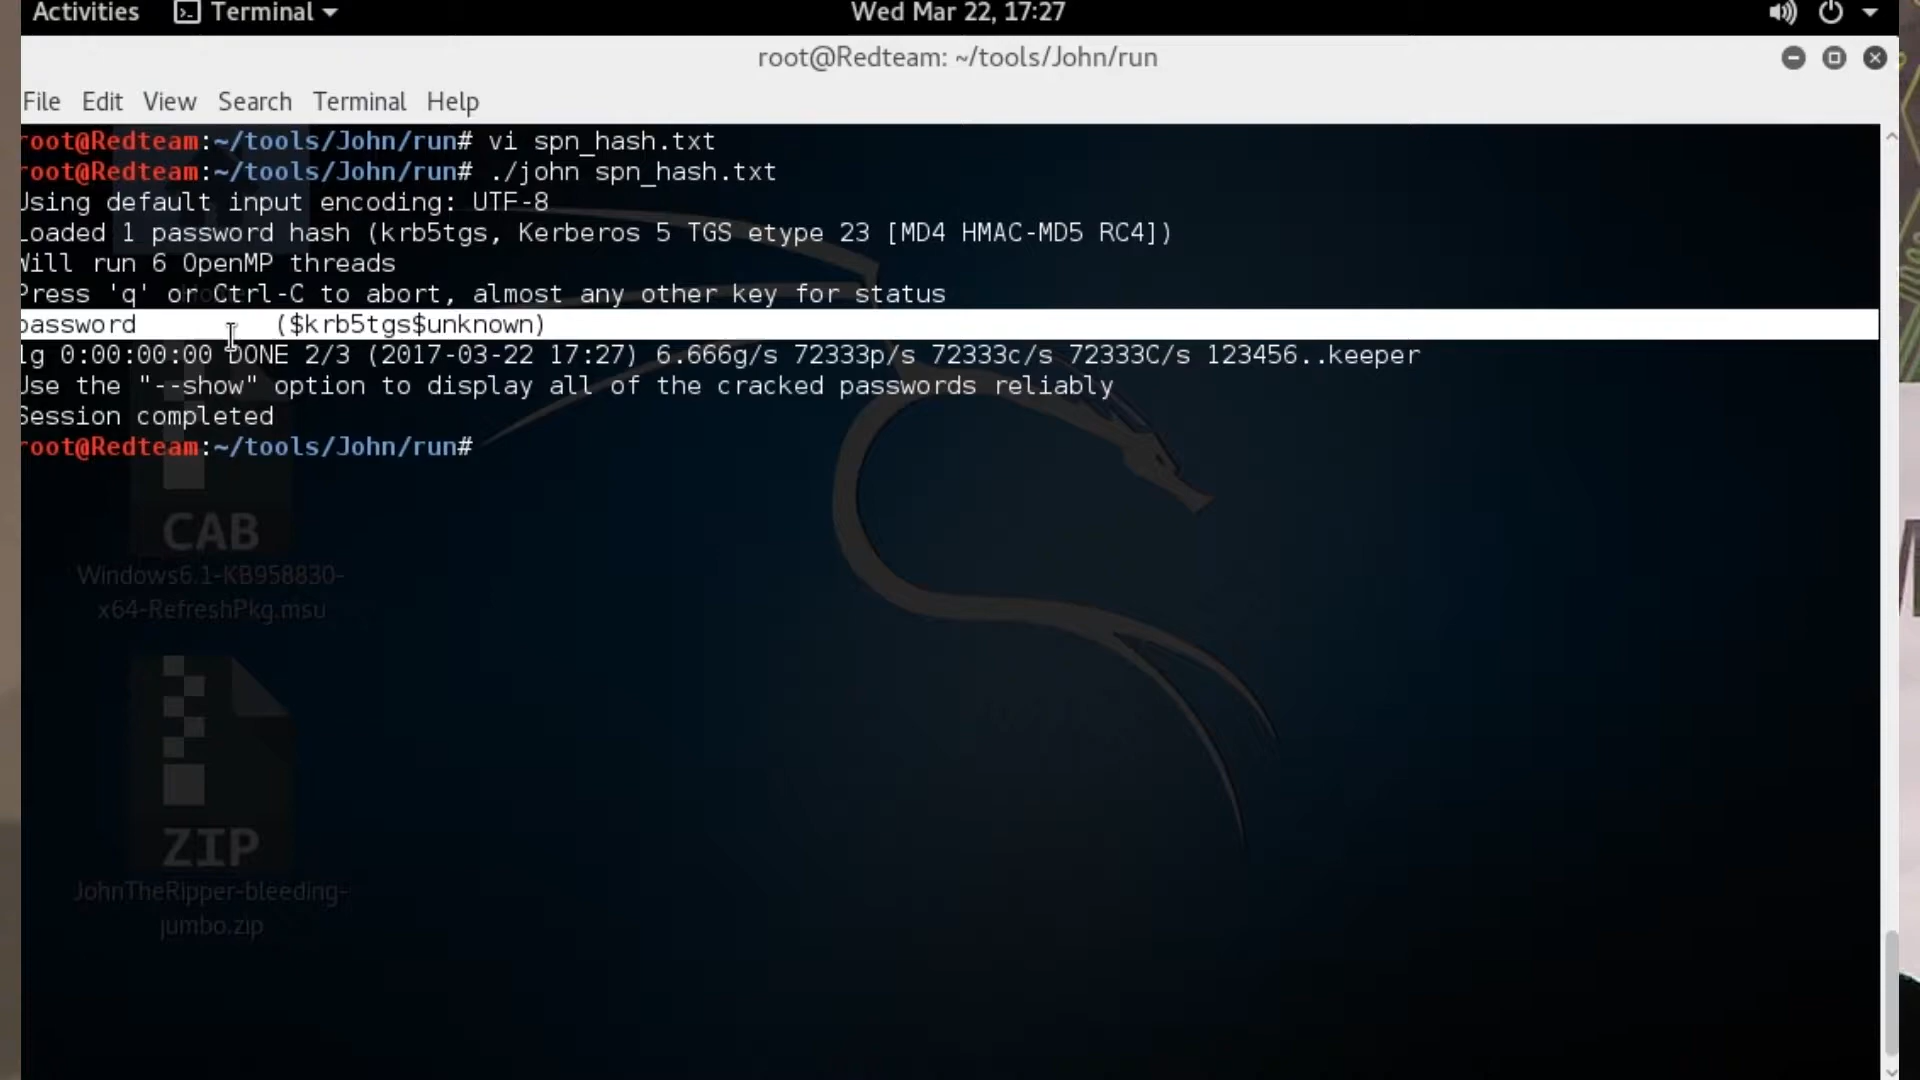 Activities Terminal Wed Mar 22, 17:27
root@Redteam: ~/tools/John/run
File Edit View Search Terminal Help
root@Redteam:~/tools/John/run# vi spn_hash.txt
root@Redteam:~/tools/John/run# ./john spn_hash.txt
Using default input encoding: UTF-8
Loaded 1 password hash (krb5tgs, Kerberos 5 TGS etype 23 [MD4 HMAC-MD5 RC4])
Will run 6 OpenMP threads
Press 'q' or Ctrl-C to abort, almost any other key for status
password ($krb5tgs$unknown)
1g 0:00:00:00 DONE 2/3 (2017-03-22 17:27) 6.666g/s 72333p/s 72333c/s 72333C/s 123456..keeper
Use the "--show" option to display all of the cracked passwords reliably
Session completed
root@Redteam:~/tools/John/run#
CAB
Windows6.1-KB958830-
x64-RefreshPkg.msu
ZIP
JohnTheRipper-bleeding-
jumbo.zip